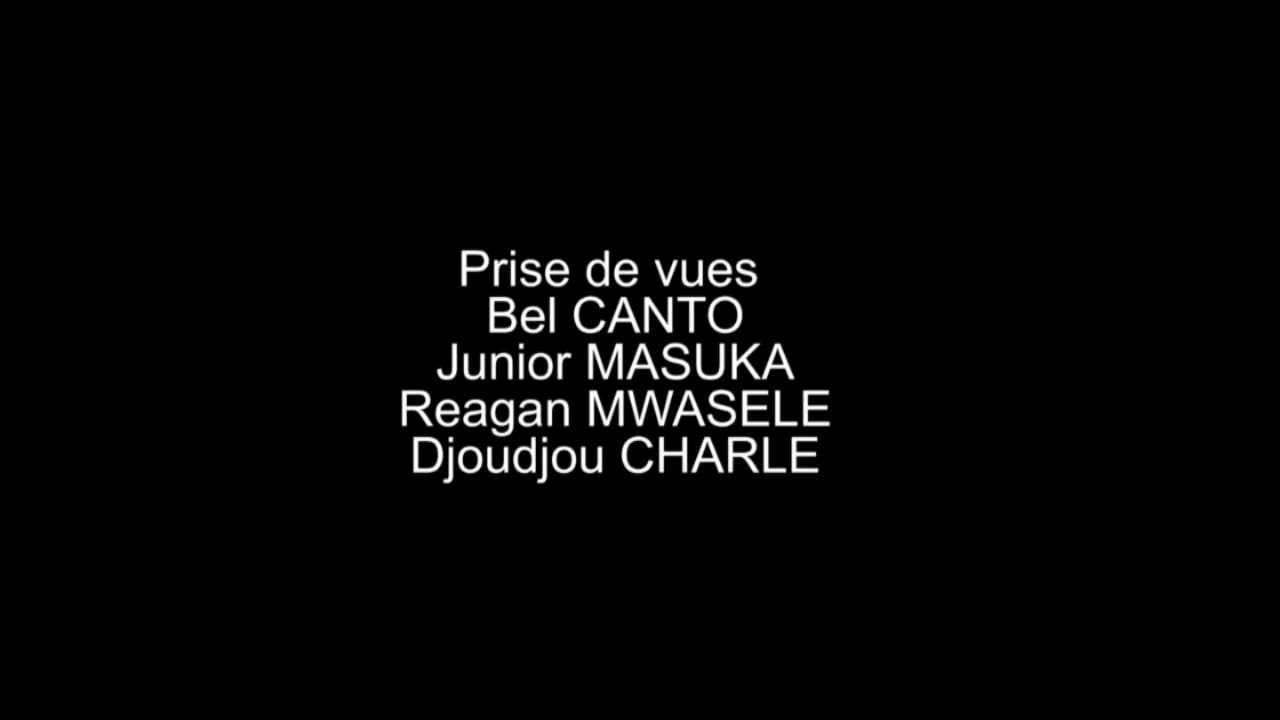 Prise de vues
Bel CANTO
Junior MASUKA
Reagan MWASELE
Djoudjou CHARLE